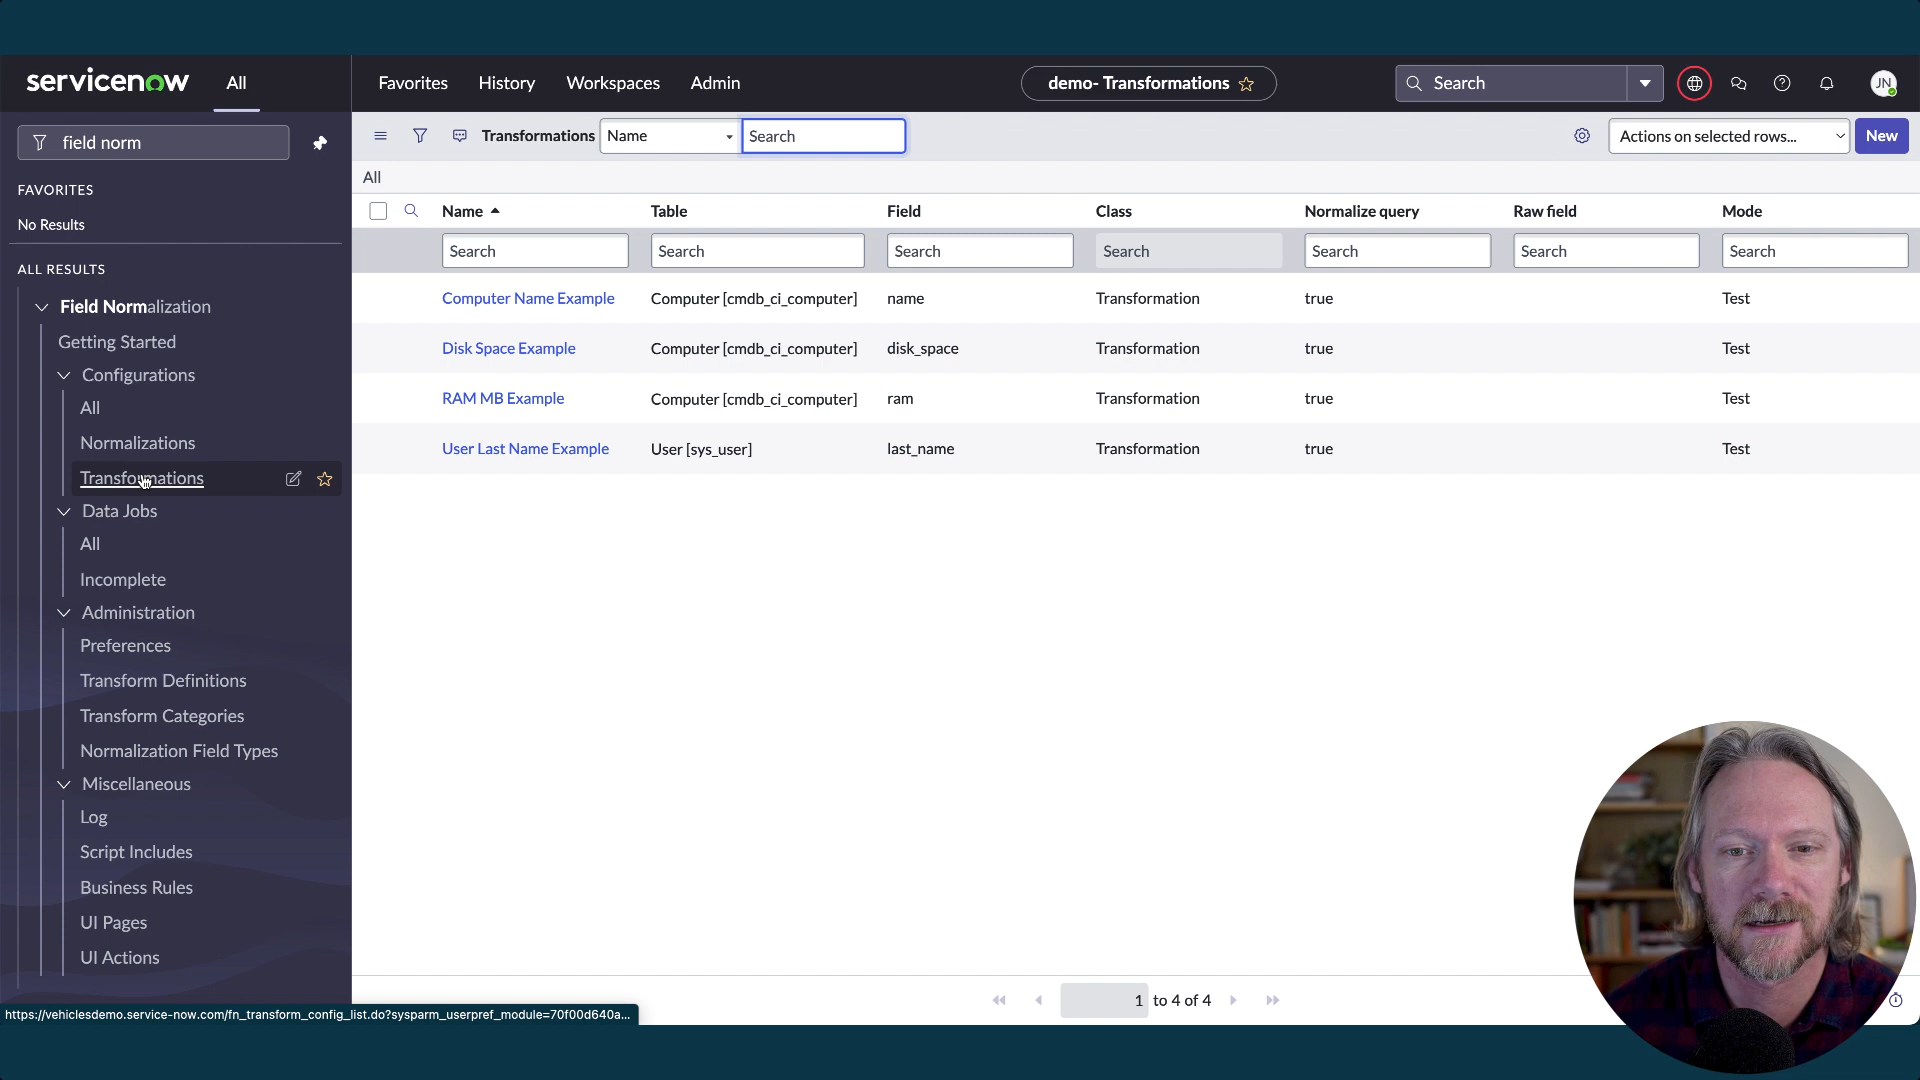 servicenow All Favorites History Workspaces Admin demo- Transformations Search JN
field norm
Transformations Name Search Actions on selected rows... New
FAVORITES
No Results
ALL RESULTS
Field Normalization
Getting Started
Configurations
All
Normalizations
Transformations
Data Jobs
All
Incomplete
Administration
Preferences
Transform Definitions
Transform Categories
Normalization Field Types
Miscellaneous
Log
Script Includes
Business Rules
UI Pages
UI Actions
All
Name Table Field Class Normalize query Raw field Mode
Search Search Search Search Search Search Search
Computer Name Example Computer [cmdb_ci_computer] name Transformation true Test
Disk Space Example Computer [cmdb_ci_computer] disk_space Transformation true Test
RAM MB Example Computer [cmdb_ci_computer] ram Transformation true Test
User Last Name Example User [sys_user] last_name Transformation true Test
1 to 4 of 4
https://vehiclesdemo.service-now.com/fn_transform_config_list.do?sysparm_userpref_module=70f00d640a...